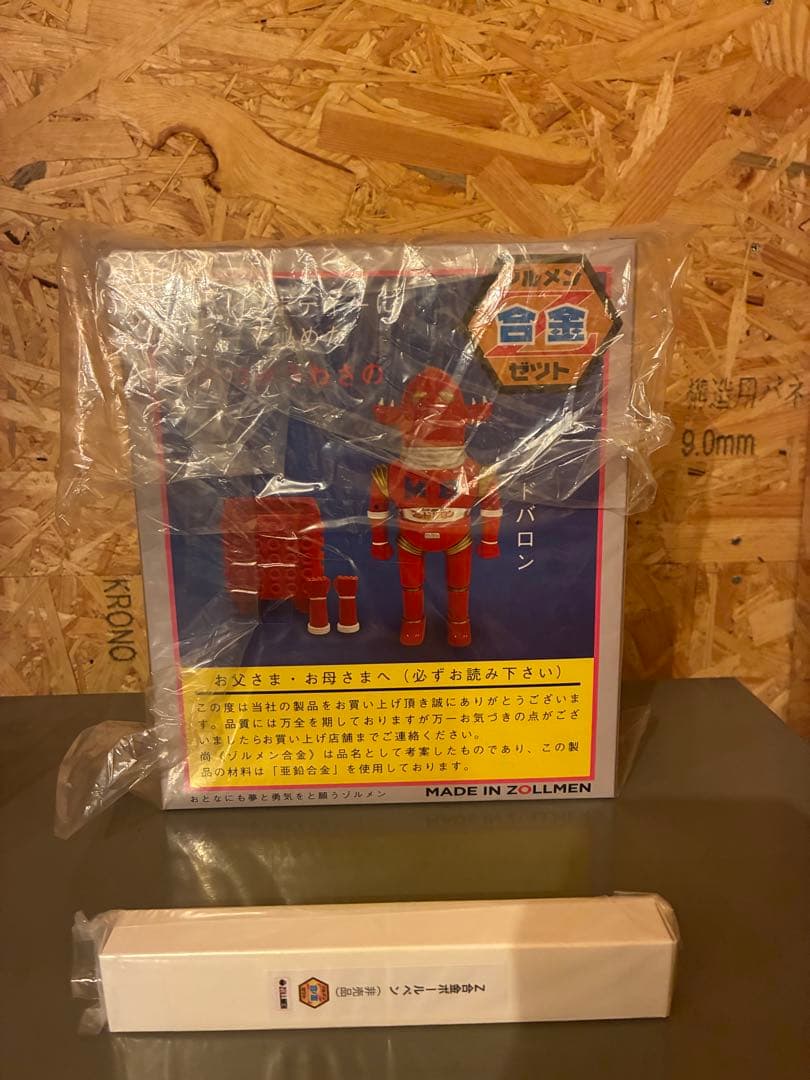 ゾルメン
合金
ゼット
わさの
ドバロン
構造用パネ
9.0mm
KRONO
お父さま・お母さまへ（必ずお読み下さい）
この度は当社の製品をお買い上げ頂き誠にありがとうございま
す。品質には万全を期しておりますが万一お気づきの点がござ
いましたらお買い上げ店舗までご連絡ください。
尚《ゾルメン合金》は品名として考案したものであり、この製
品の材料は「亜鉛合金」を使用しております。
おとなにも夢と勇気をと願うゾルメン
MADE IN ZOLLMEN
Z合金ボールペン（非売品）
ZOLLMEN